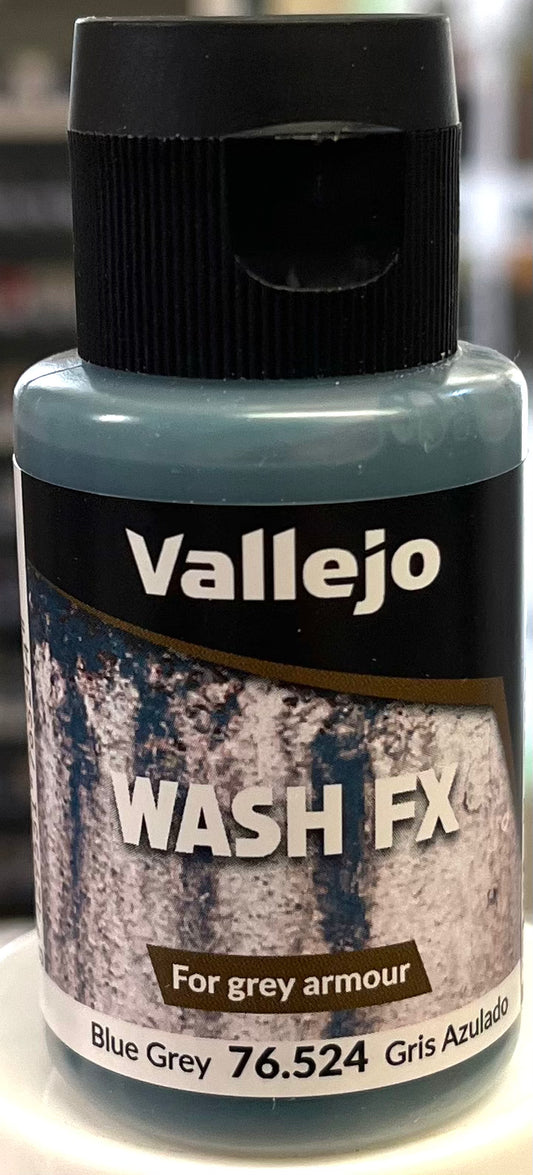 Vallejo
WASH FX
For grey armour
Blue Grey 76.524 Gris Azulado